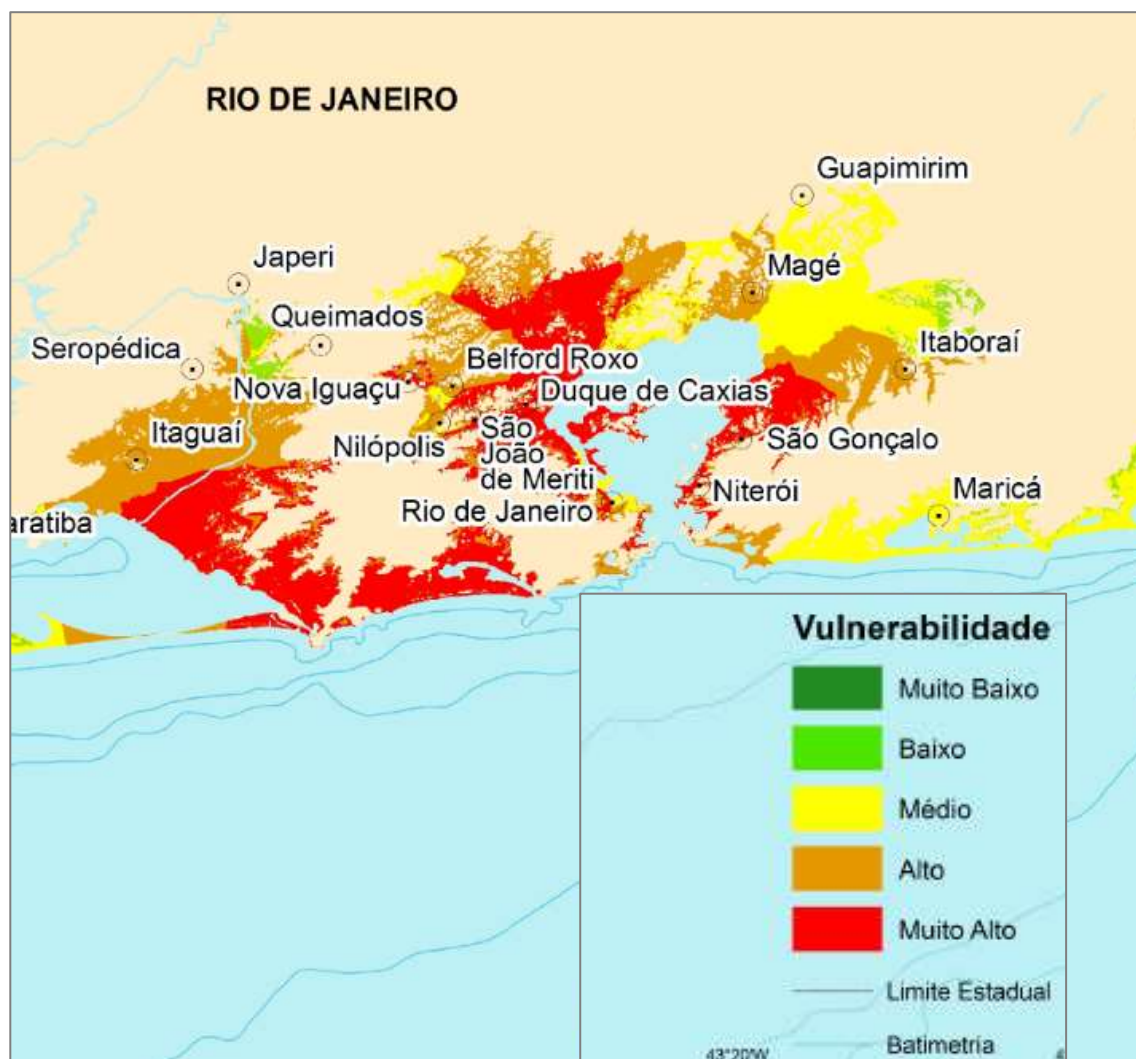 RIO DE JANEIRO
Guapimirim
Japeri
Magé
Queimados
Seropédica
Itaboraí
Belford Roxo
Nova Iguaçu
Duque de Caxias
Itaguaí
Nilópolis
São
João
de Meriti
São Gonçalo
Rio de Janeiro
Niterói
Maricá
aratiba
Vulnerabilidade
Muito Baixo
Baixo
Médio
Alto
Muito Alto
Limite Estadual
Batimetria
43°20'W